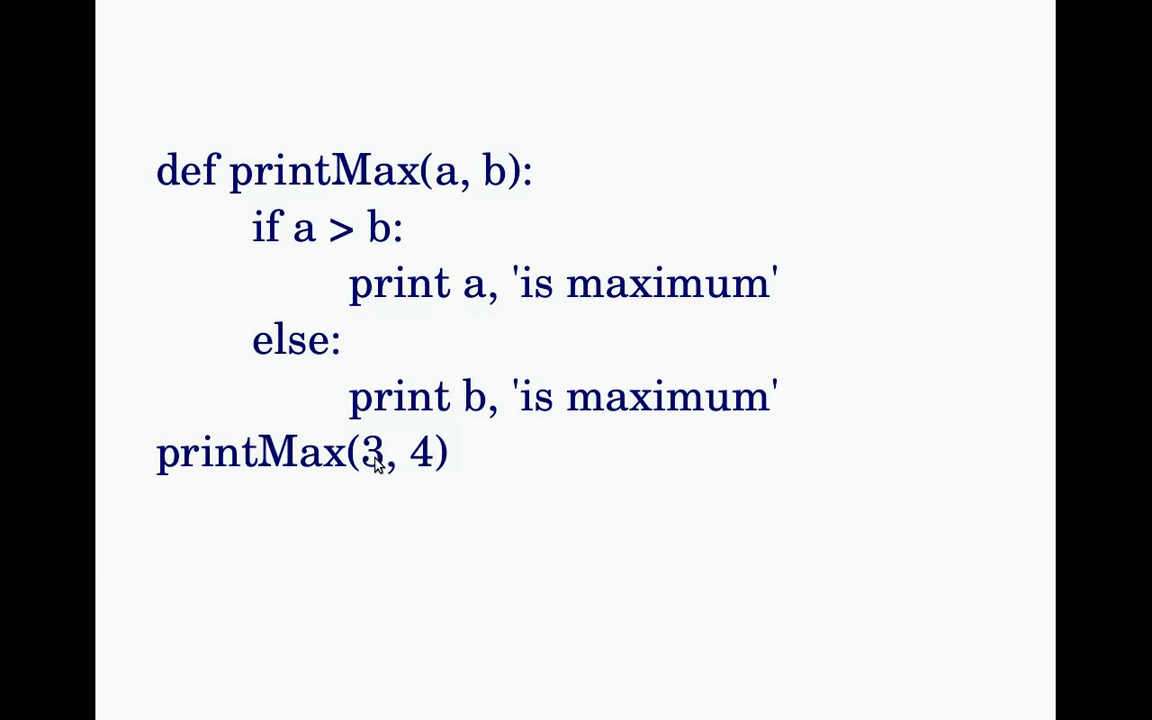 def printMax(a, b):
if a > b:
print a, 'is maximum'
else:
print b, 'is maximum'
printMax(3, 4)